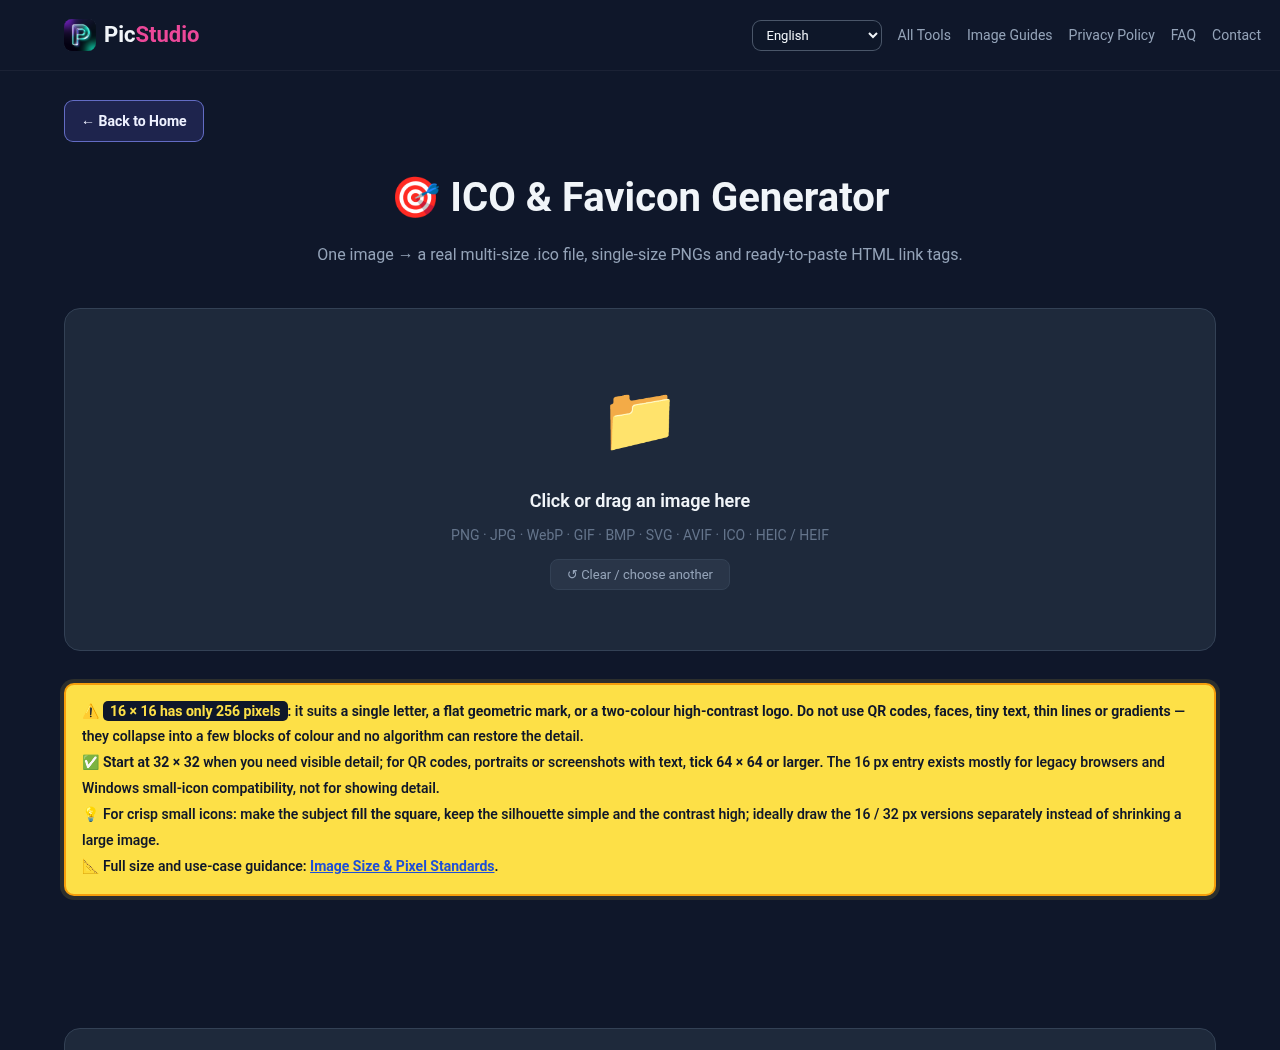 PicStudio
English
All Tools
Image Guides
Privacy Policy
FAQ
Contact
← Back to Home
🎯 ICO & Favicon Generator
One image → a real multi-size .ico file, single-size PNGs and ready-to-paste HTML link tags.
Click or drag an image here
PNG · JPG · WebP · GIF · BMP · SVG · AVIF · ICO · HEIC / HEIF
↺ Clear / choose another
⚠️ 16 × 16 has only 256 pixels: it suits a single letter, a flat geometric mark, or a two-colour high-contrast logo. Do not use QR codes, faces, tiny text, thin lines or gradients —
they collapse into a few blocks of colour and no algorithm can restore the detail.
✅ Start at 32 × 32 when you need visible detail; for QR codes, portraits or screenshots with text, tick 64 × 64 or larger. The 16 px entry exists mostly for legacy browsers and
Windows small-icon compatibility, not for showing detail.
💡 For crisp small icons: make the subject fill the square, keep the silhouette simple and the contrast high; ideally draw the 16 / 32 px versions separately instead of shrinking a
large image.
📐 Full size and use-case guidance: Image Size & Pixel Standards.